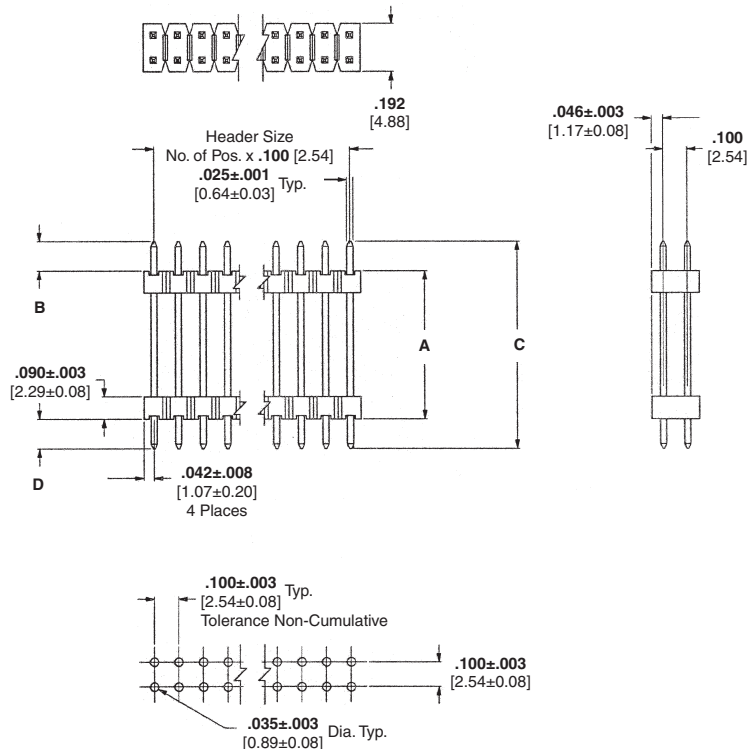 .192
[4.88]
.046±.003
[1.17±0.08]
.100
[2.54]
Header Size
No. of Pos. x .100 [2.54]
.025±.001 Typ.
[0.64±0.03]
B
A
C
.090±.003
[2.29±0.08]
D
.042±.008
[1.07±0.20]
4 Places
.100±.003 Typ.
[2.54±0.08]
Tolerance Non-Cumulative
.100±.003
[2.54±0.08]
.035±.003 Dia. Typ.
[0.89±0.08]